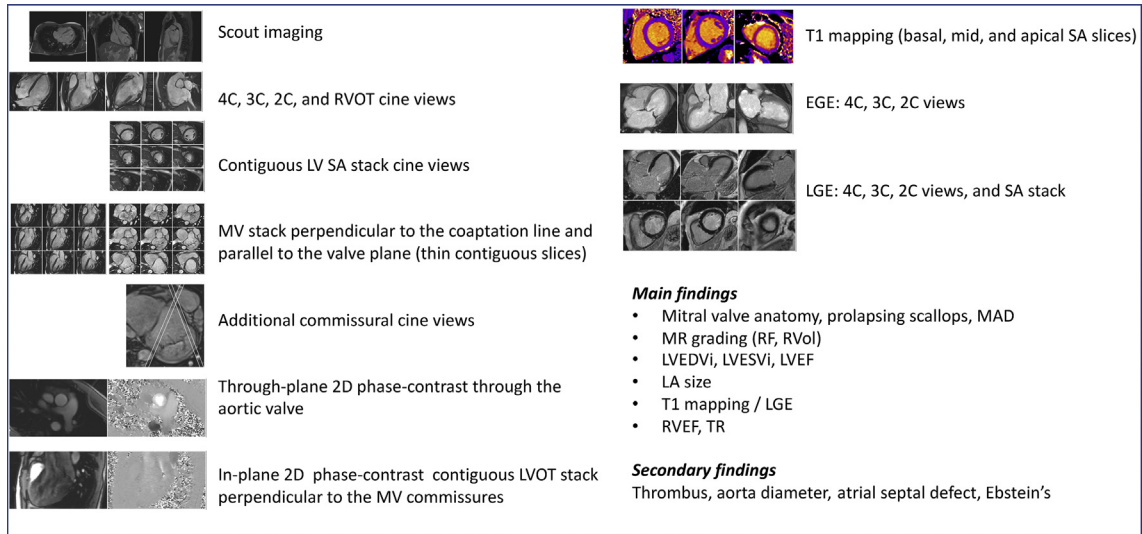 Scout imaging
4C, 3C, 2C, and RVOT cine views
Contiguous LV SA stack cine views
MV stack perpendicular to the coaptation line and
parallel to the valve plane (thin contiguous slices)
Additional commissural cine views
Through-plane 2D phase-contrast through the
aortic valve
In-plane 2D  phase-contrast  contiguous LVOT stack
perpendicular to the MV commissures
T1 mapping (basal, mid, and apical SA slices)
EGE: 4C, 3C, 2C views
LGE: 4C, 3C, 2C views, and SA stack
Main findings
• Mitral valve anatomy, prolapsing scallops, MAD
• MR grading (RF, RVol)
• LVEDVi, LVESVi, LVEF
• LA size
• T1 mapping / LGE
• RVEF, TR
Secondary findings
Thrombus, aorta diameter, atrial septal defect, Ebstein's